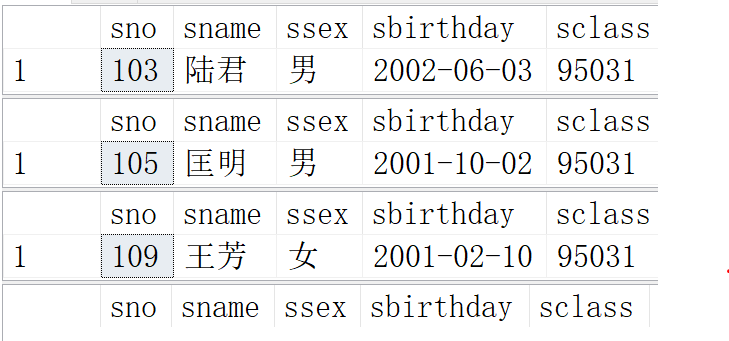 sno sname ssex sbirthday sclass
1 103 陆君 男 2002-06-03 95031
sno sname ssex sbirthday sclass
1 105 匡明 男 2001-10-02 95031
sno sname ssex sbirthday sclass
1 109 王芳 女 2001-02-10 95031
sno sname ssex sbirthday sclass